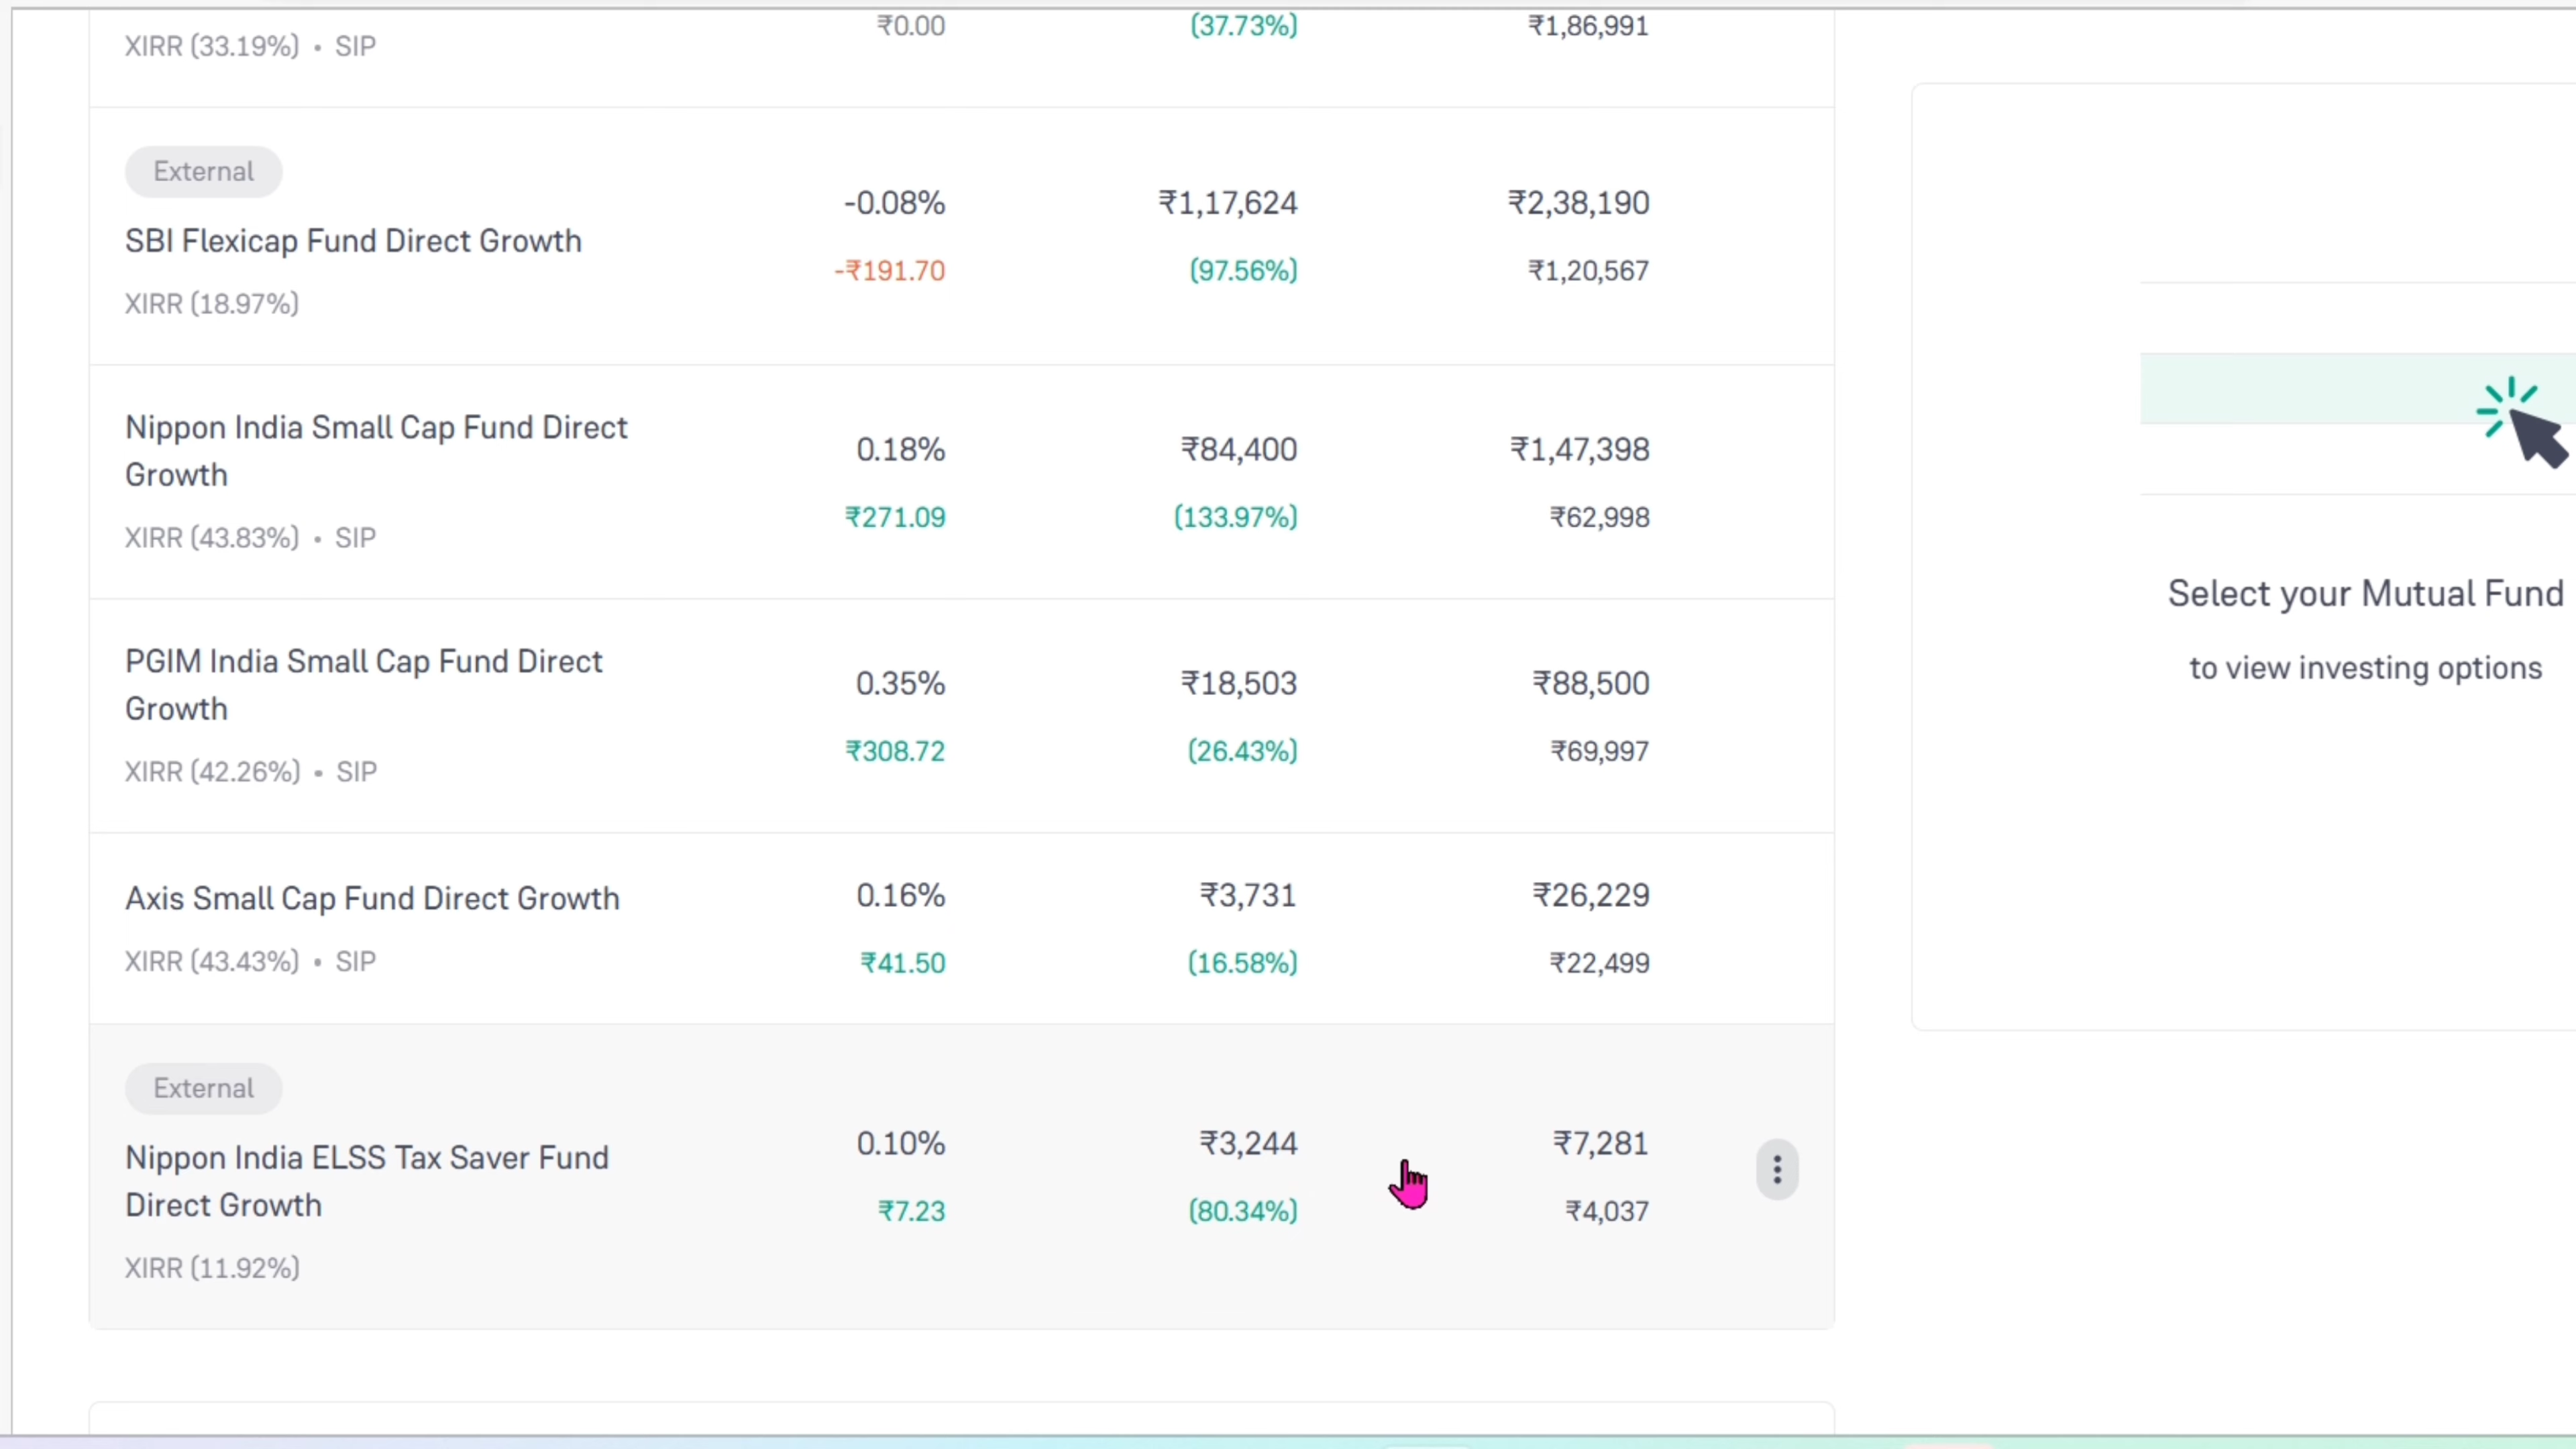 ₹0.00 (37.73%) ₹1,86,991
XIRR (33.19%) • SIP
External
-0.08% ₹1,17,624 ₹2,38,190
SBI Flexicap Fund Direct Growth
-₹191.70 (97.56%) ₹1,20,567
XIRR (18.97%)
Nippon India Small Cap Fund Direct
Growth
0.18% ₹84,400 ₹1,47,398
₹271.09 (133.97%) ₹62,998
XIRR (43.83%) • SIP
PGIM India Small Cap Fund Direct
Growth
0.35% ₹18,503 ₹88,500
₹308.72 (26.43%) ₹69,997
XIRR (42.26%) • SIP
Axis Small Cap Fund Direct Growth
0.16% ₹3,731 ₹26,229
XIRR (43.43%) • SIP
₹41.50 (16.58%) ₹22,499
External
Nippon India ELSS Tax Saver Fund
Direct Growth
0.10% ₹3,244 ₹7,281
₹7.23 (80.34%) ₹4,037
XIRR (11.92%)
Select your Mutual Fund
to view investing options